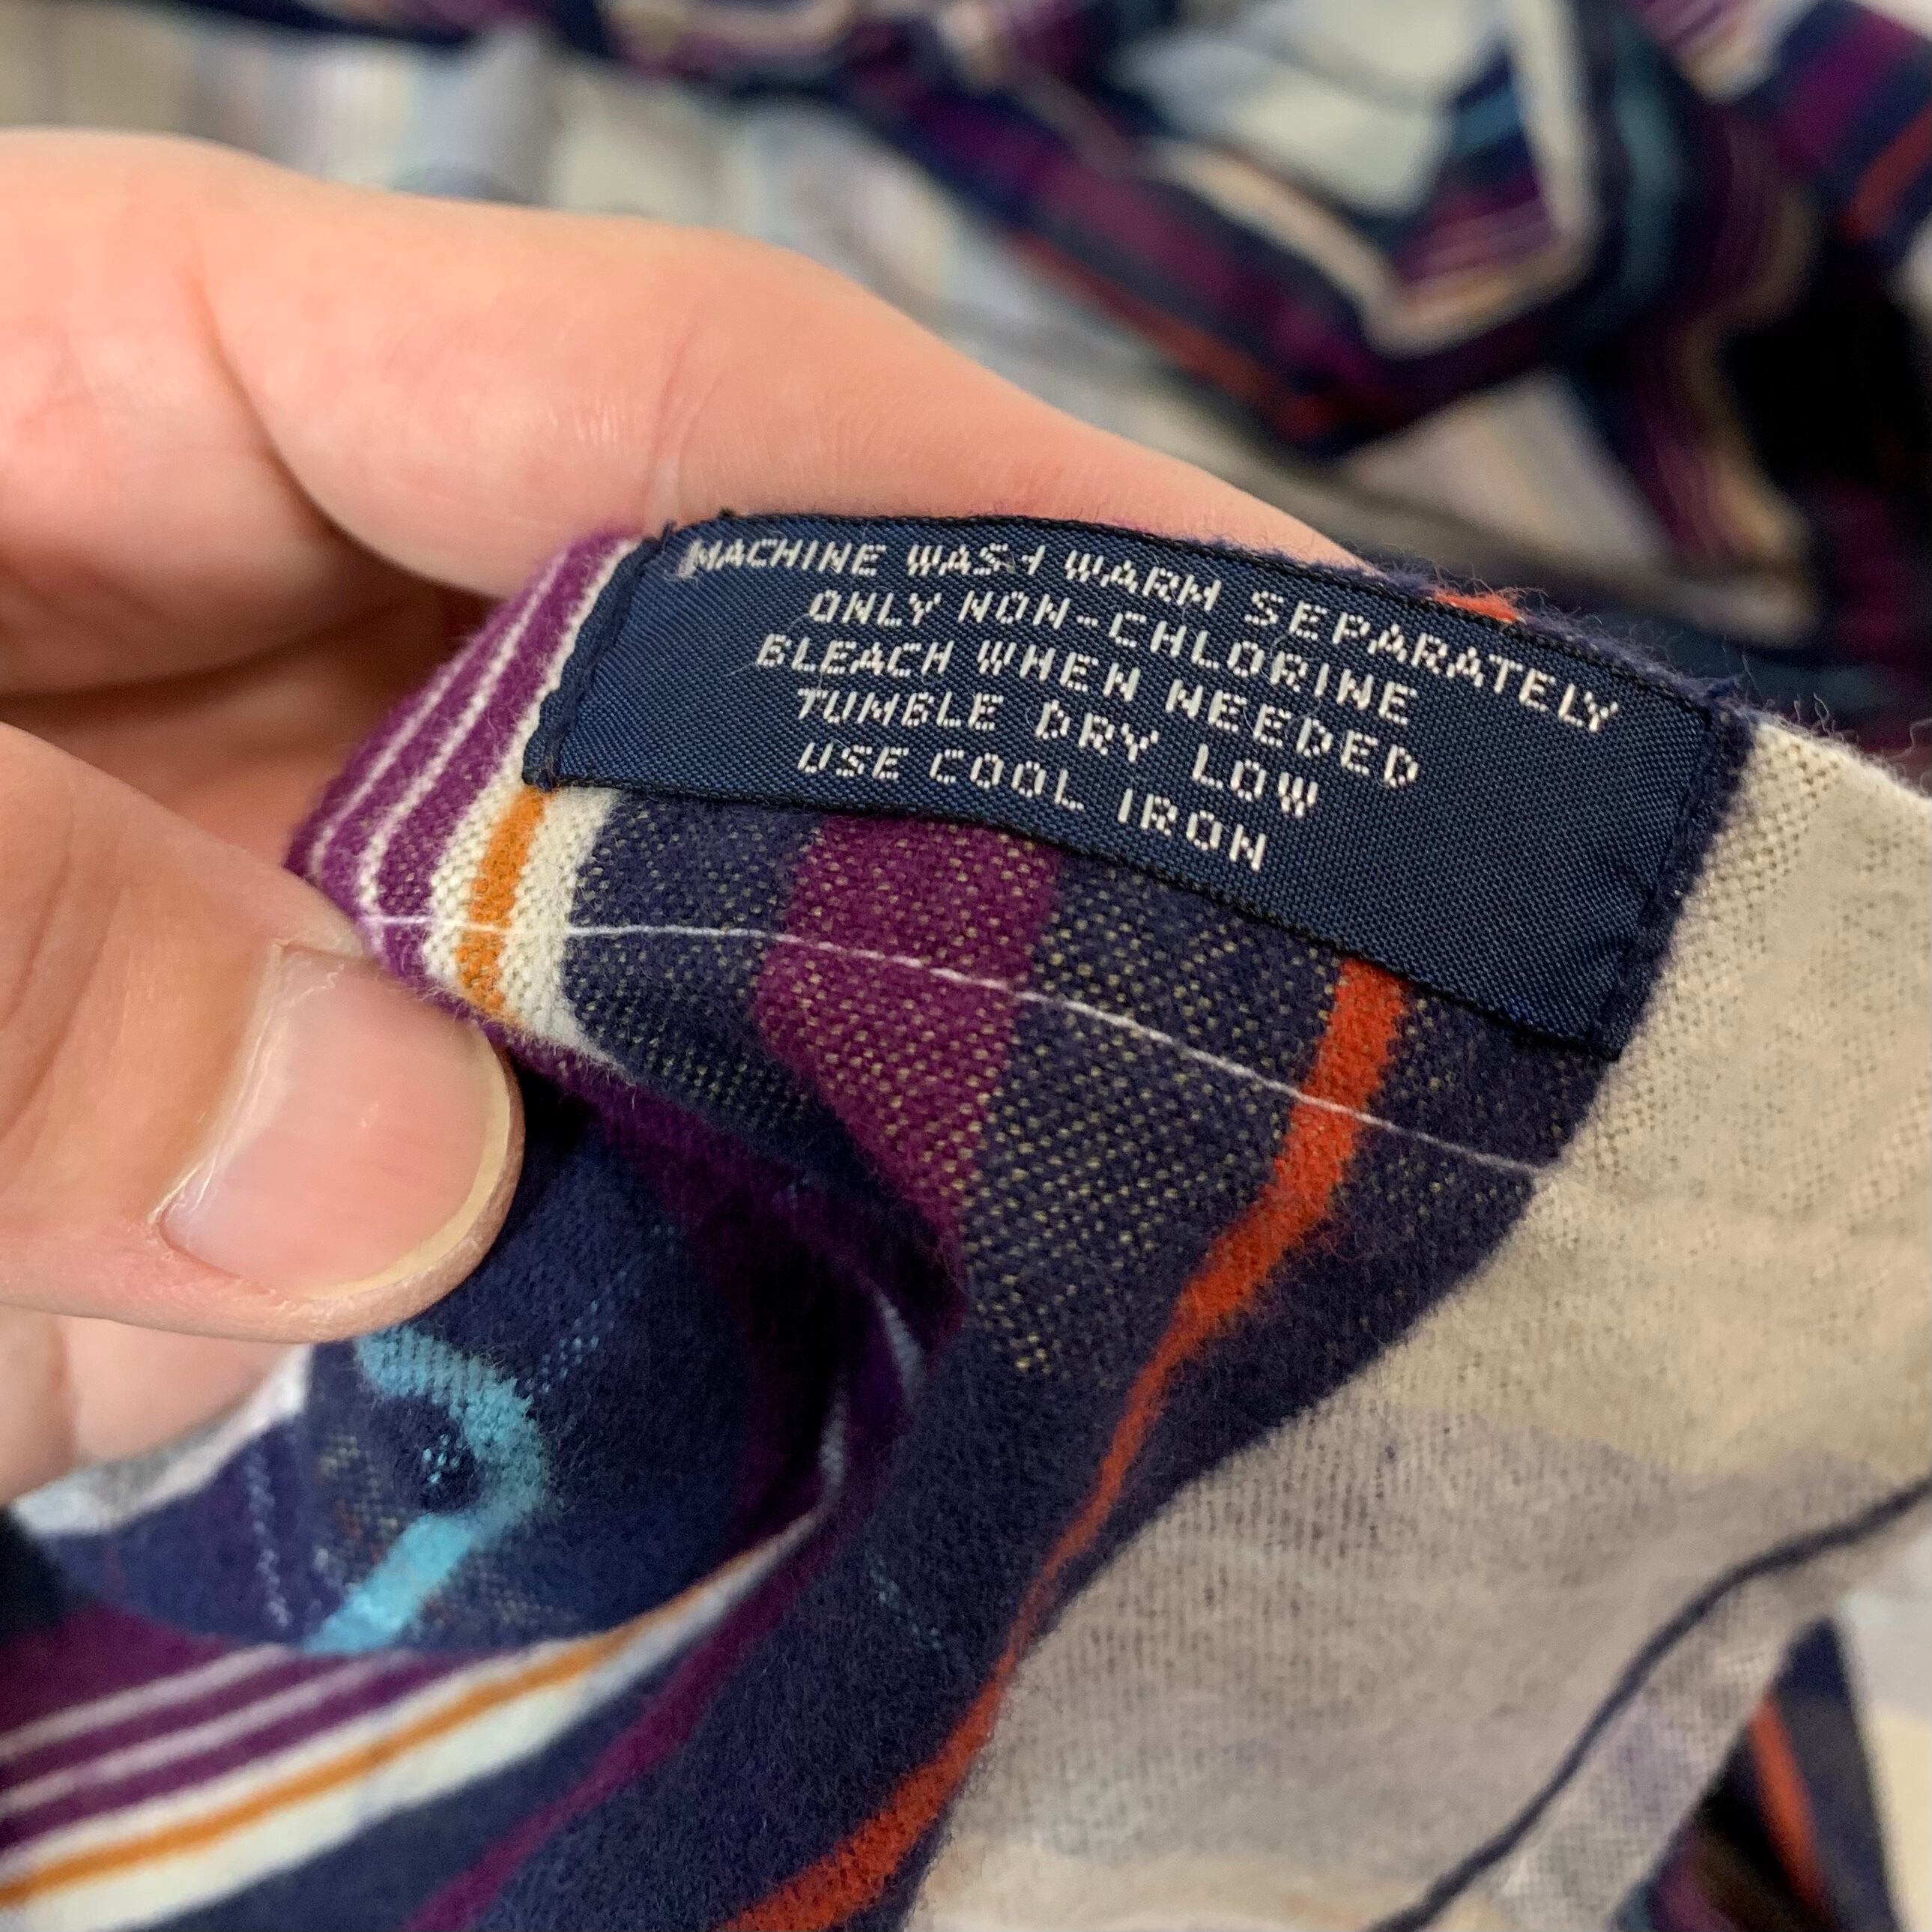 MACHINE WASH WARM SEPARATELY
ONLY NON-CHLORINE
BLEACH WHEN NEEDED
TUMBLE DRY LOW
USE COOL IRON